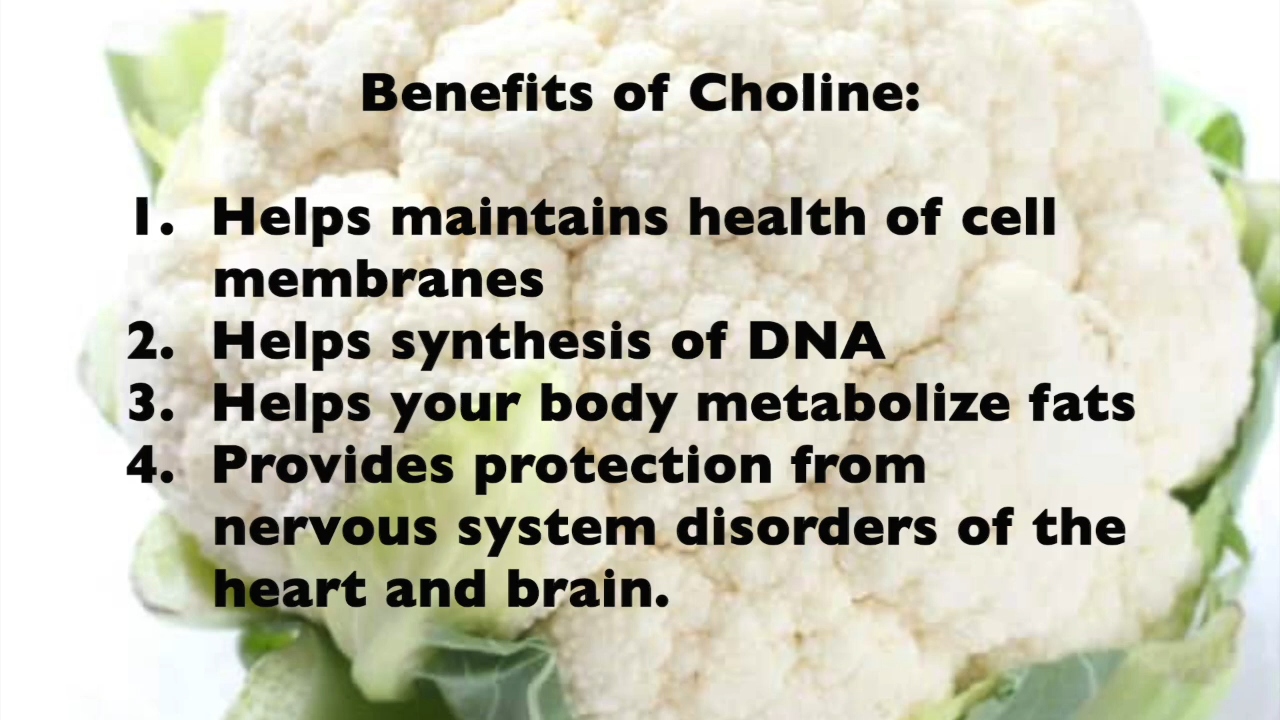 Benefits of Choline:
1. Helps maintains health of cell
membranes
2. Helps synthesis of DNA
3. Helps your body metabolize fats
4. Provides protection from
nervous system disorders of the
heart and brain.